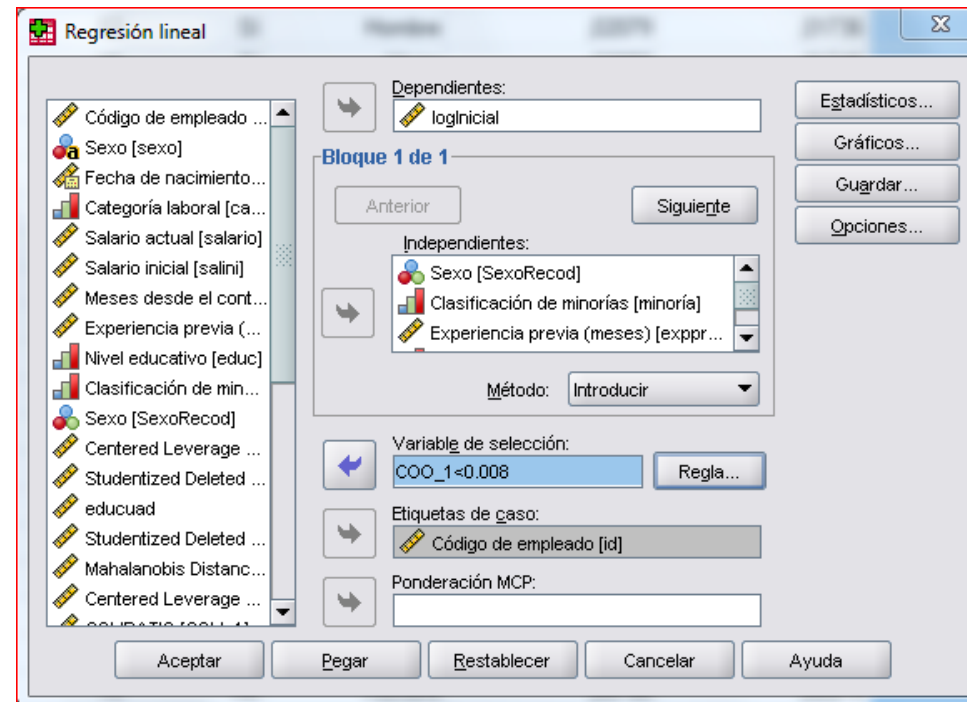 Regresión lineal
Código de empleado ...
Sexo [sexo]
Fecha de nacimiento...
Categoría laboral [ca...
Salario actual [salario]
Salario inicial [salini]
Meses desde el cont...
Experiencia previa (...
Nivel educativo [educ]
Clasificación de min...
Sexo [SexoRecod]
Centered Leverage ...
Studentized Deleted ...
educuad
Studentized Deleted ...
Mahalanobis Distanc...
Centered Leverage ...
Dependientes:
logInicial
Bloque 1 de 1
Anterior
Siguiente
Independientes:
Sexo [SexoRecod]
Clasificación de minorías [minoría]
Experiencia previa (meses) [exppr...
Método: Introducir
Variable de selección:
COO_1<0.008
Regla...
Etiquetas de caso:
Código de empleado [id]
Ponderación MCP:
Estadísticos...
Gráficos...
Guardar...
Opciones...
Aceptar
Pegar
Restablecer
Cancelar
Ayuda